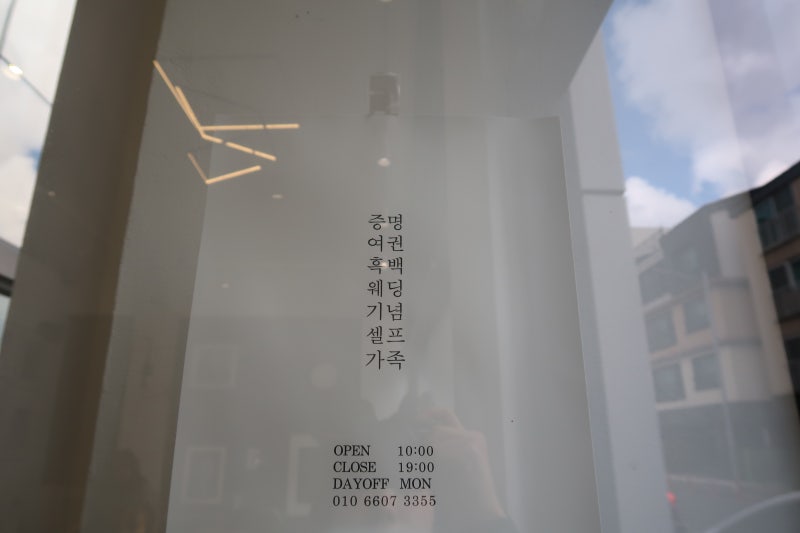 증명
여권
흑백
웨딩
기념
셀프
가족
OPEN 10:00
CLOSE 19:00
DAYOFF MON
010 6607 3355